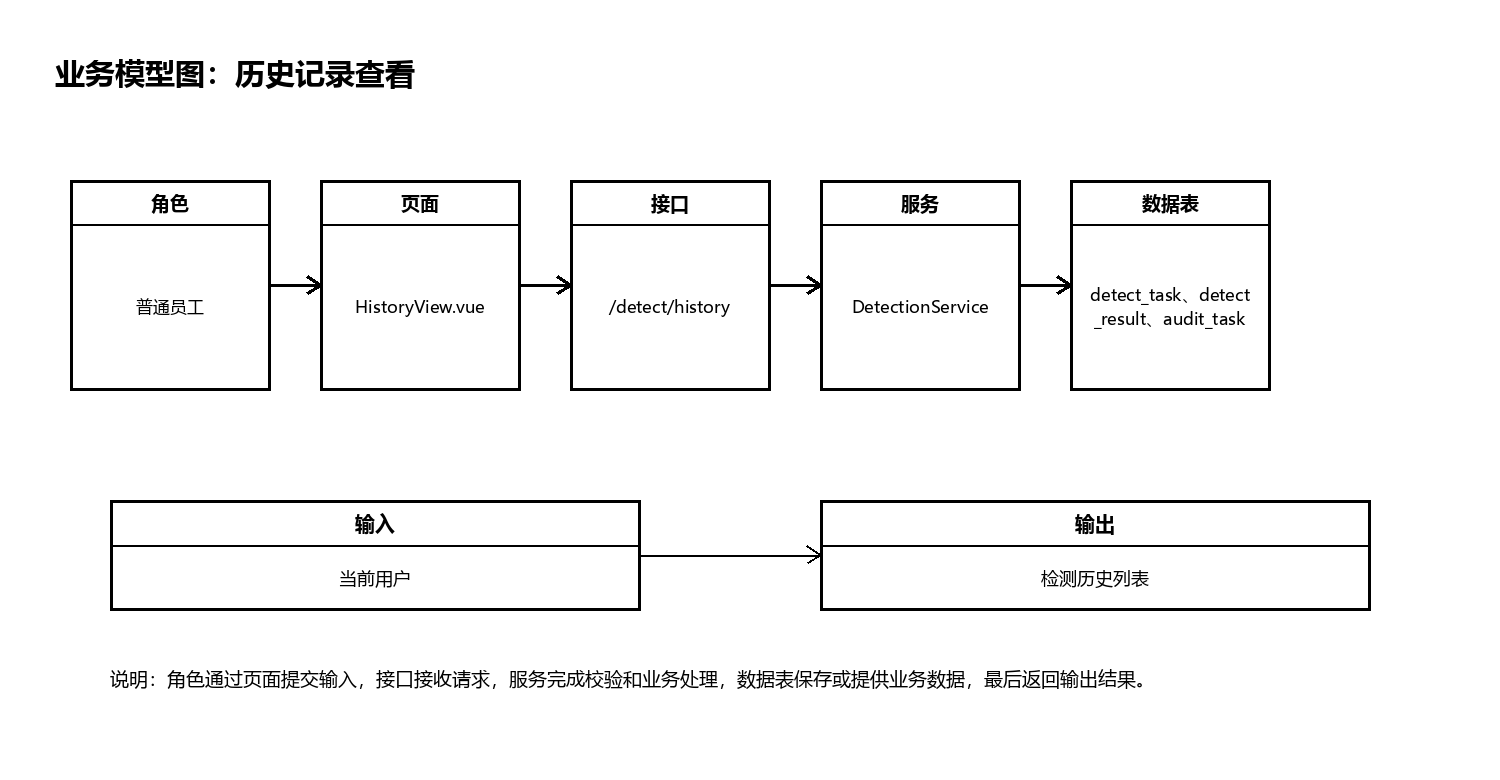 业务模型图：历史记录查看
角色
普通员工
页面
HistoryView.vue
接口
/detect/history
服务
DetectionService
数据表
detect_task、detect
_result、audit_task
输入
当前用户
输出
检测历史列表
说明：角色通过页面提交输入，接口接收请求，服务完成校验和业务处理，数据表保存或提供业务数据，最后返回输出结果。